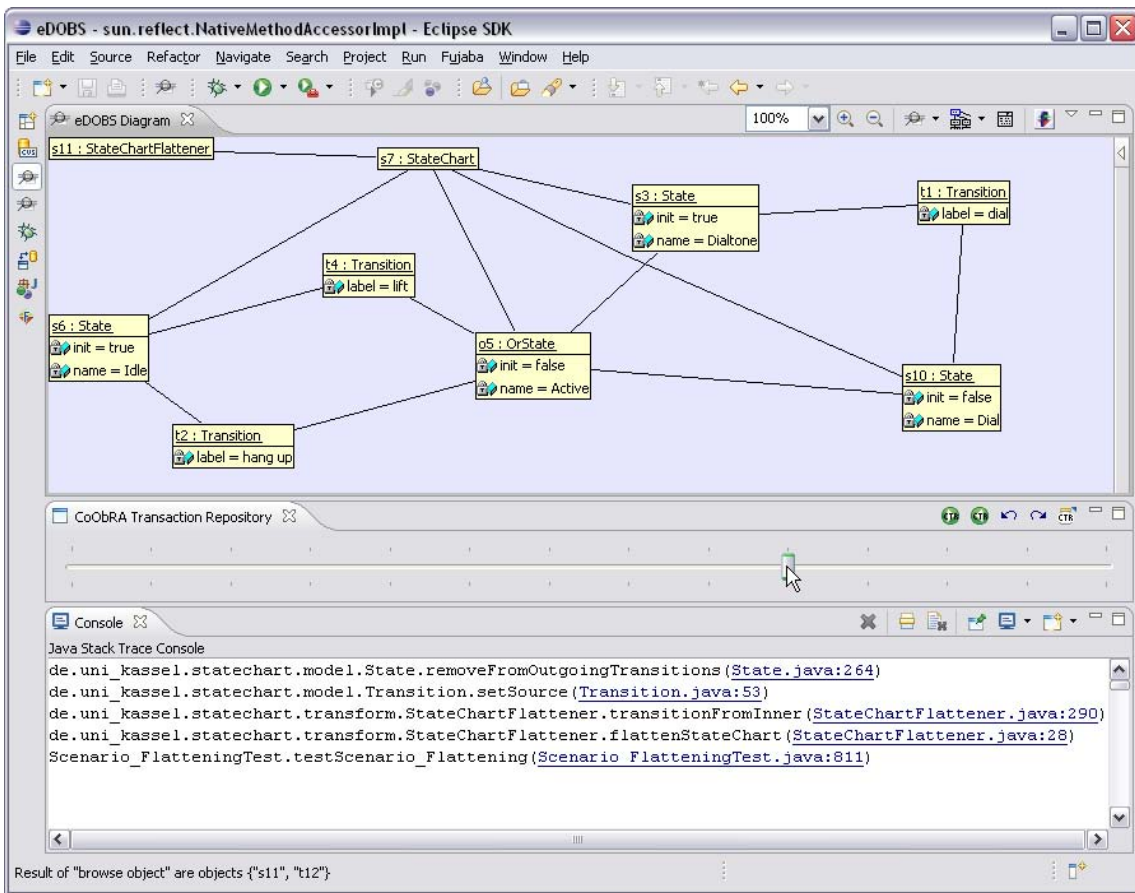 eDOBS - sun.reflect.NativeMethodAccessorImpl - Eclipse SDK
File Edit Source Refactor Navigate Search Project Run Fujaba Window Help
eDOBS Diagram
100%
s11 : StateChartFlattener
s7 : StateChart
s3 : State
init = true
name = Dialtone
t1 : Transition
label = dial
t4 : Transition
label = lift
s6 : State
init = true
name = Idle
o5 : OrState
init = false
name = Active
s10 : State
init = false
name = Dial
t2 : Transition
label = hang up
CoObRA Transaction Repository
CTR CTR CTR
Console
Java Stack Trace Console
de.uni_kassel.statechart.model.State.removeFromOutgoingTransitions(State.java:264)
de.uni_kassel.statechart.model.Transition.setSource(Transition.java:53)
de.uni_kassel.statechart.transform.StateChartFlattener.transitionFromInner(StateChartFlattener.java:290)
de.uni_kassel.statechart.transform.StateChartFlattener.flattenStateChart(StateChartFlattener.java:28)
Scenario_FlatteningTest.testScenario_Flattening(Scenario_FlatteningTest.java:811)
Result of "browse object" are objects {"s11", "t12"}